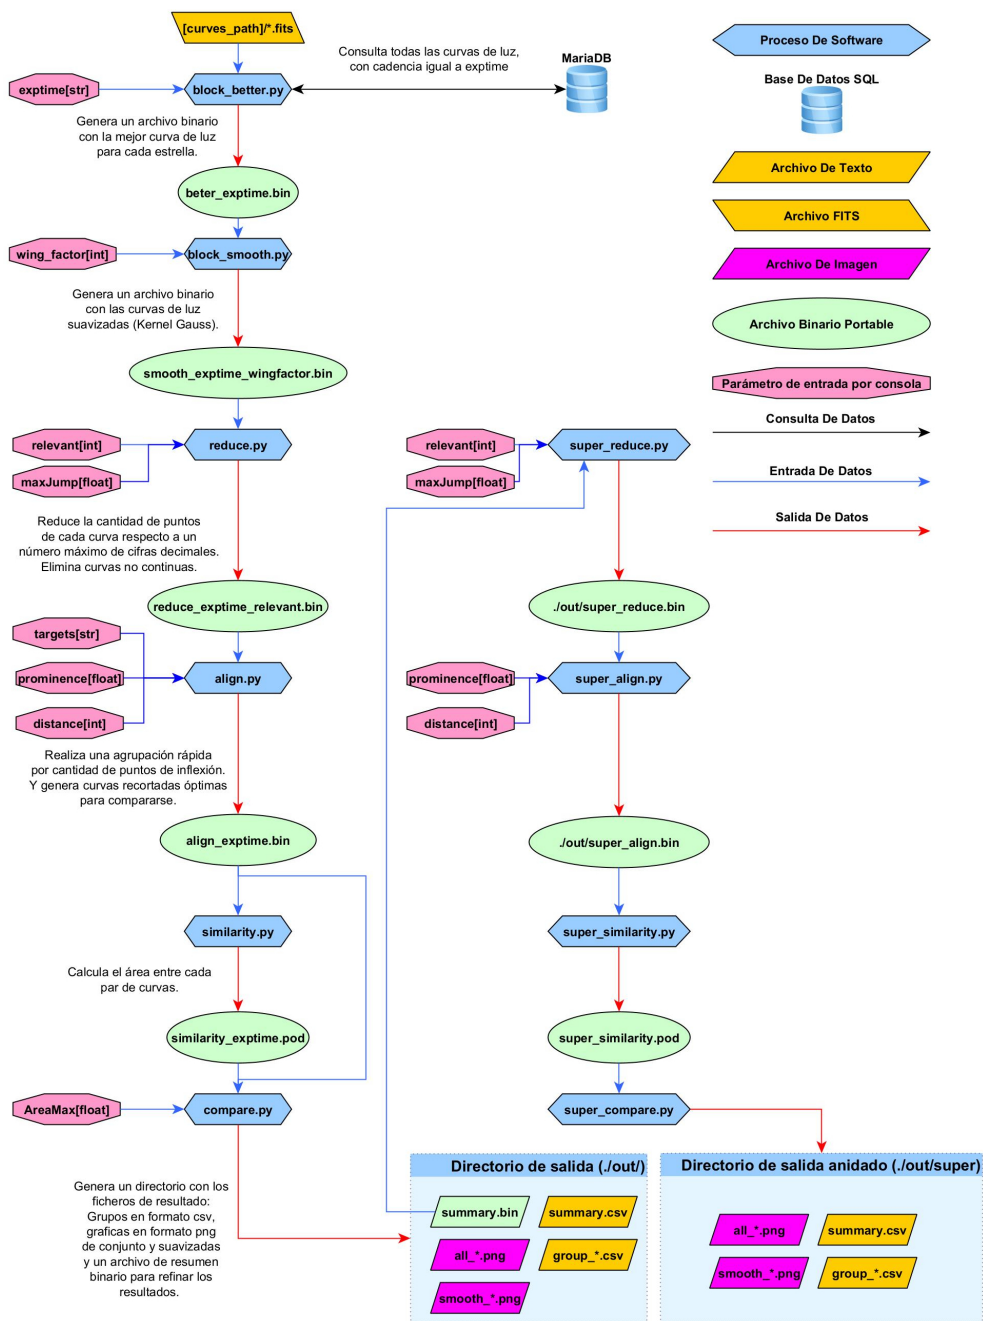 [curves_path]/*.fits
exptime[str]
block_better.py
Consulta todas las curvas de luz,
con cadencia igual a exptime
MariaDB
Genera un archivo binario
con la mejor curva de luz
para cada estrella.
beter_exptime.bin
wing_factor[int]
block_smooth.py
Genera un archivo binario
con las curvas de luz
suavizadas (Kernel Gauss).
smooth_exptime_wingfactor.bin
relevant[int]
maxJump[float]
reduce.py
Reduce la cantidad de puntos
de cada curva respecto a un
número máximo de cifras decimales.
Elimina curvas no continuas.
reduce_exptime_relevant.bin
targets[str]
prominence[float]
distance[int]
align.py
Realiza una agrupación rápida
por cantidad de puntos de inflexión.
Y genera curvas recortadas óptimas
para compararse.
align_exptime.bin
similarity.py
Calcula el área entre cada
par de curvas.
similarity_exptime.pod
AreaMax[float]
compare.py
Genera un directorio con los
ficheros de resultado:
Grupos en formato csv,
graficas en formato png
de conjunto y suavizadas
y un archivo de resumen
binario para refinar los
resultados.
relevant[int]
maxJump[float]
super_reduce.py
./out/super_reduce.bin
prominence[float]
distance[int]
super_align.py
./out/super_align.bin
super_similarity.py
super_similarity.pod
super_compare.py
Directorio de salida (./out/)
summary.bin
summary.csv
all_*.png
group_*.csv
smooth_*.png
Directorio de salida anidado (./out/super)
all_*.png
summary.csv
smooth_*.png
group_*.csv
Proceso De Software
Base De Datos SQL
Archivo De Texto
Archivo FITS
Archivo De Imagen
Archivo Binario Portable
Parámetro de entrada por consola
Consulta De Datos
Entrada De Datos
Salida De Datos